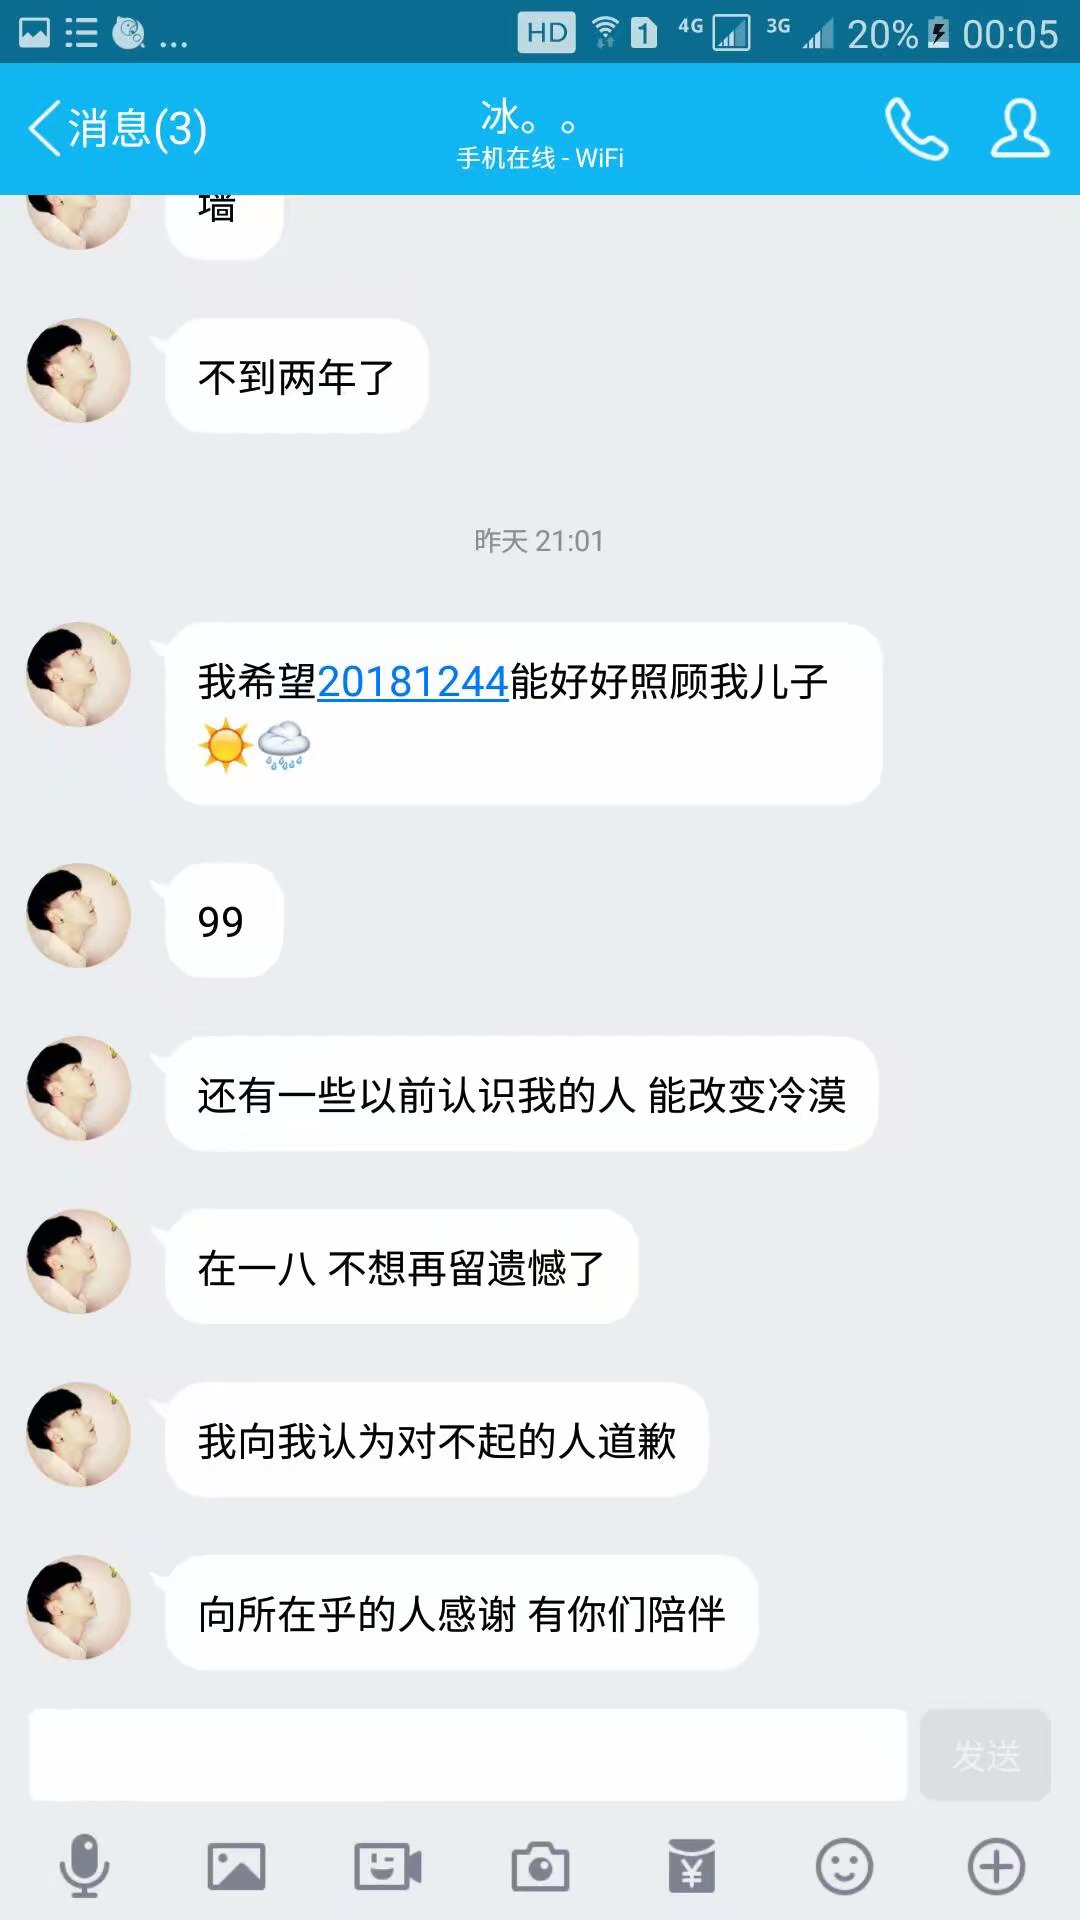 HD 1 4G 3G 20% 00:05
消息(3)
冰。。
手机在线 - WiFi
墙
不到两年了
昨天 21:01
我希望20181244能好好照顾我儿子
☀️🌧️
99
还有一些以前认识我的人 能改变冷漠
在一八 不想再留遗憾了
我向我认为对不起的人道歉
向所在乎的人感谢 有你们陪伴
发送